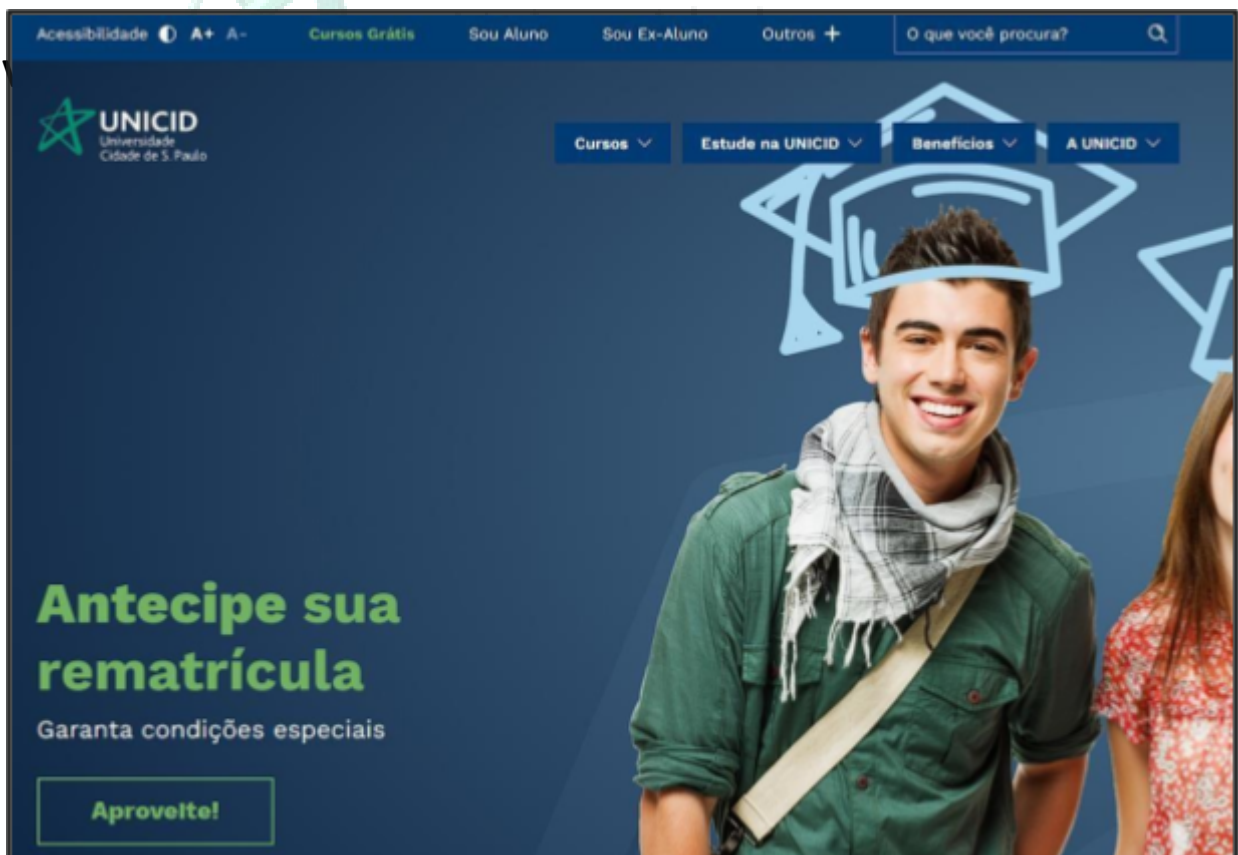 Acessibilidade A+ A-
Cursos Grátis
Sou Aluno
Sou Ex-Aluno
Outros +
O que você procura?
UNICID
Universidade
Cidade de S. Paulo
Cursos
Estude na UNICID
Benefícios
A UNICID
Antecipe sua
rematrícula
Garanta condições especiais
Aproveite!